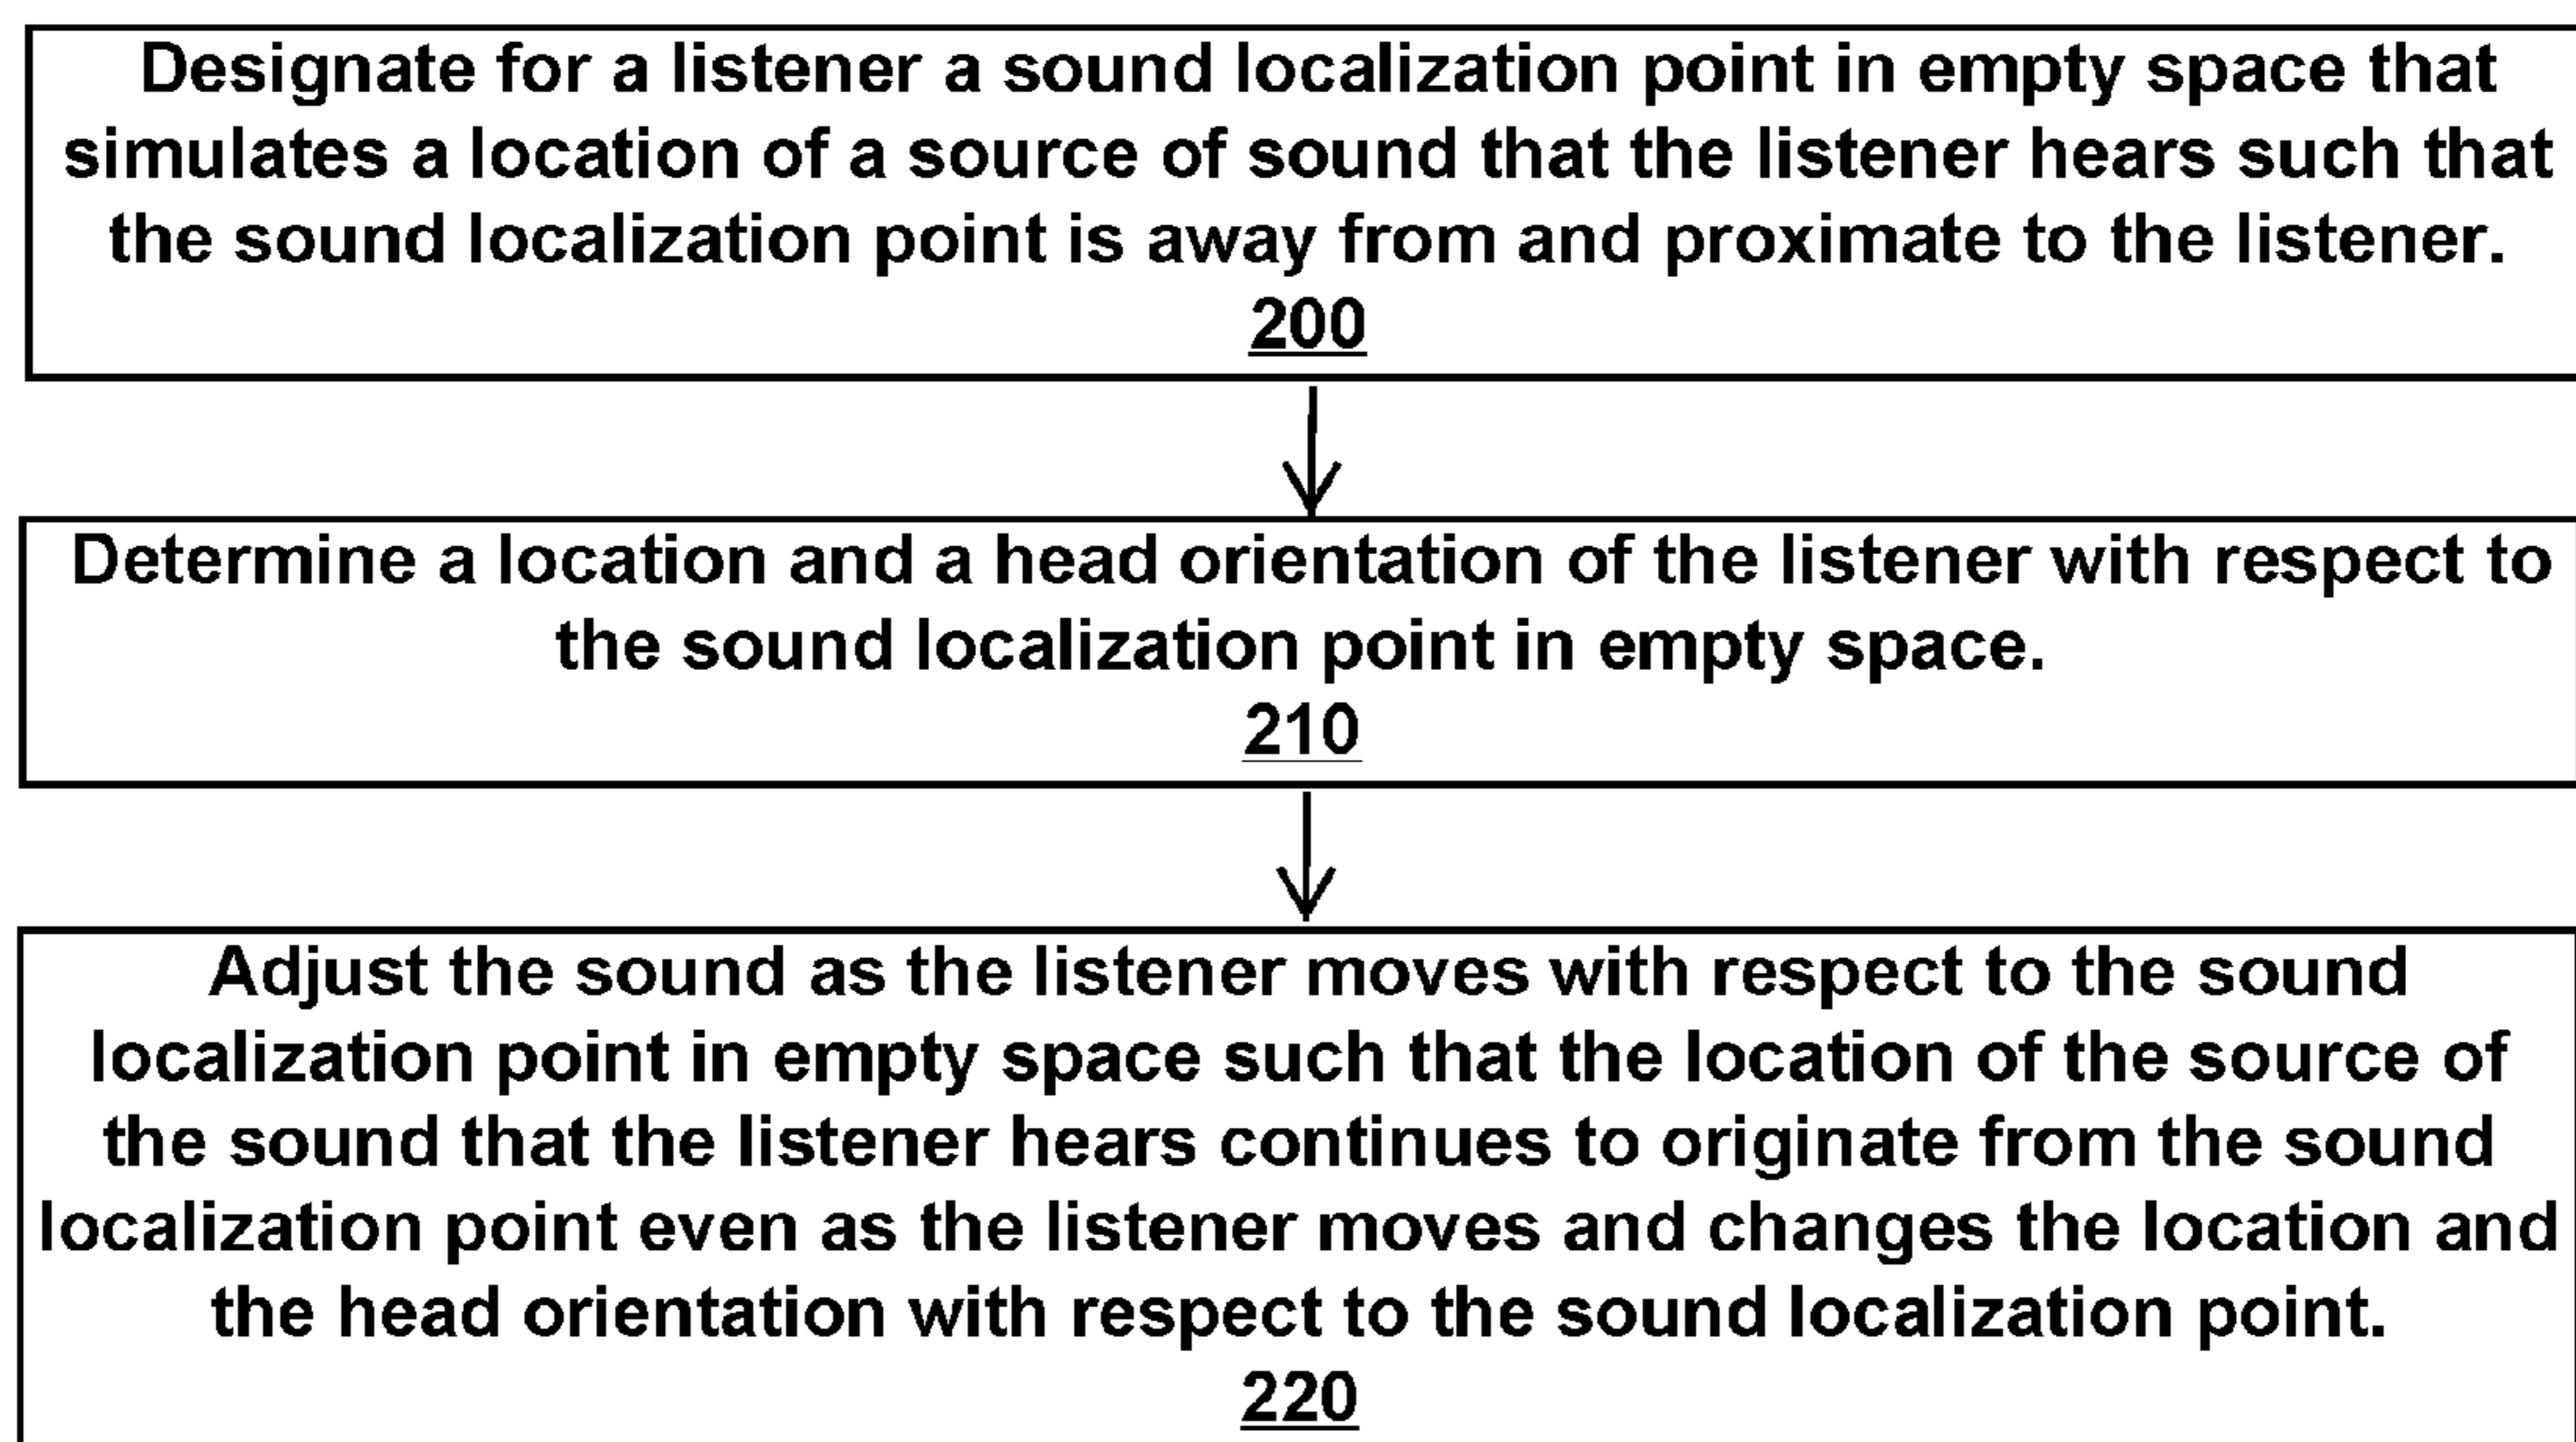 Designate for a listener a sound localization point in empty space that
simulates a location of a source of sound that the listener hears such that
the sound localization point is away from and proximate to the listener.
200
Determine a location and a head orientation of the listener with respect to
the sound localization point in empty space.
210
Adjust the sound as the listener moves with respect to the sound
localization point in empty space such that the location of the source of
the sound that the listener hears continues to originate from the sound
localization point even as the listener moves and changes the location and
the head orientation with respect to the sound localization point.
220